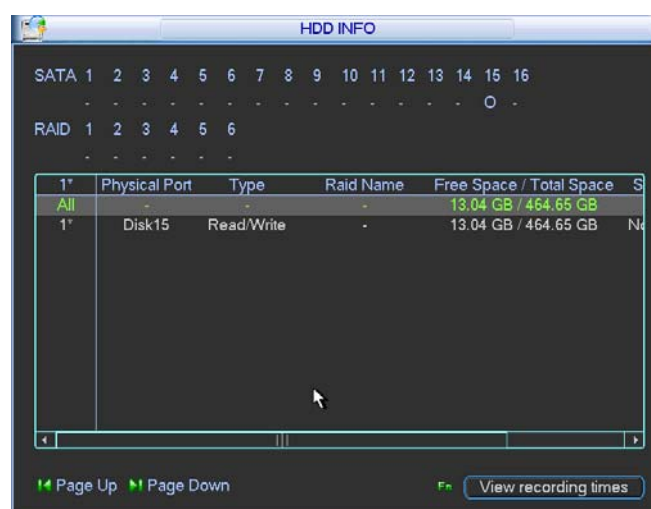 HDD INFO
SATA 1 2 3 4 5 6 7 8 9 10 11 12 13 14 15 16
- - - - - - - - - - - - - - O -
RAID 1 2 3 4 5 6
- - - - - -
1* Physical Port Type Raid Name Free Space / Total Space S
All - - - 13.04 GB / 464.65 GB
1* Disk15 Read/Write - 13.04 GB / 464.65 GB No
Page Up Page Down Fn View recording times